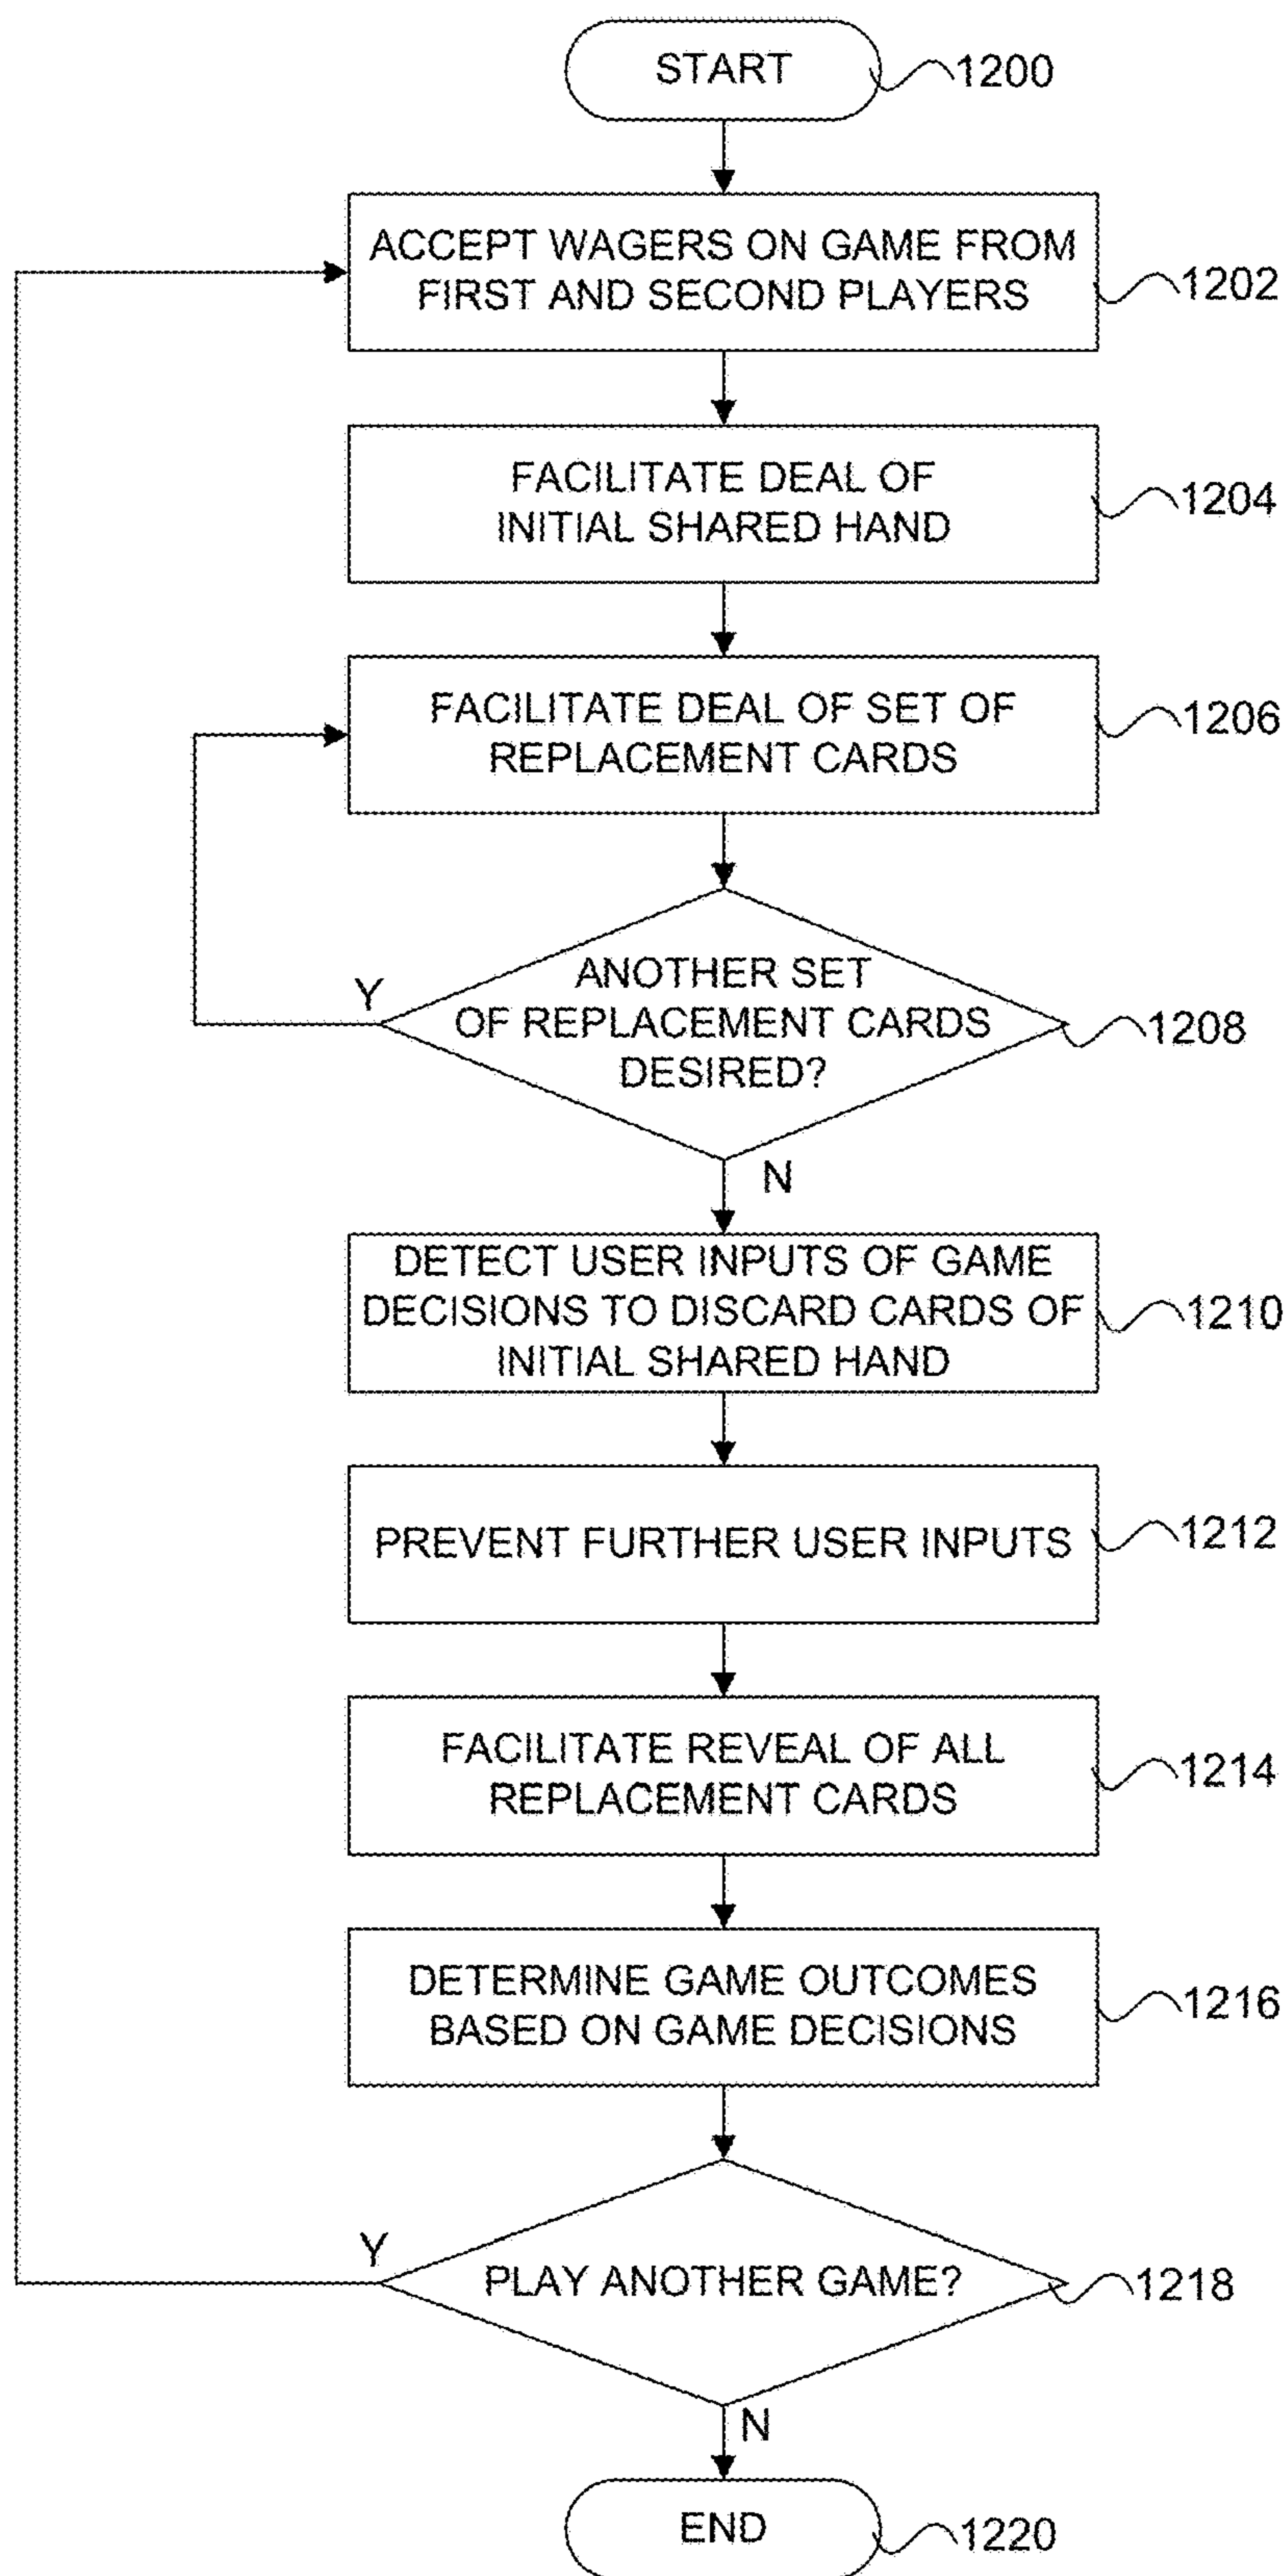 START
1200
ACCEPT WAGERS ON GAME FROM
FIRST AND SECOND PLAYERS
1202
FACILITATE DEAL OF
INITIAL SHARED HAND
1204
FACILITATE DEAL OF SET OF
REPLACEMENT CARDS
1206
Y
ANOTHER SET
OF REPLACEMENT CARDS
DESIRED?
1208
N
DETECT USER INPUTS OF GAME
DECISIONS TO DISCARD CARDS OF
INITIAL SHARED HAND
1210
PREVENT FURTHER USER INPUTS
1212
FACILITATE REVEAL OF ALL
REPLACEMENT CARDS
1214
DETERMINE GAME OUTCOMES
BASED ON GAME DECISIONS
1216
Y
PLAY ANOTHER GAME?
1218
N
END
1220